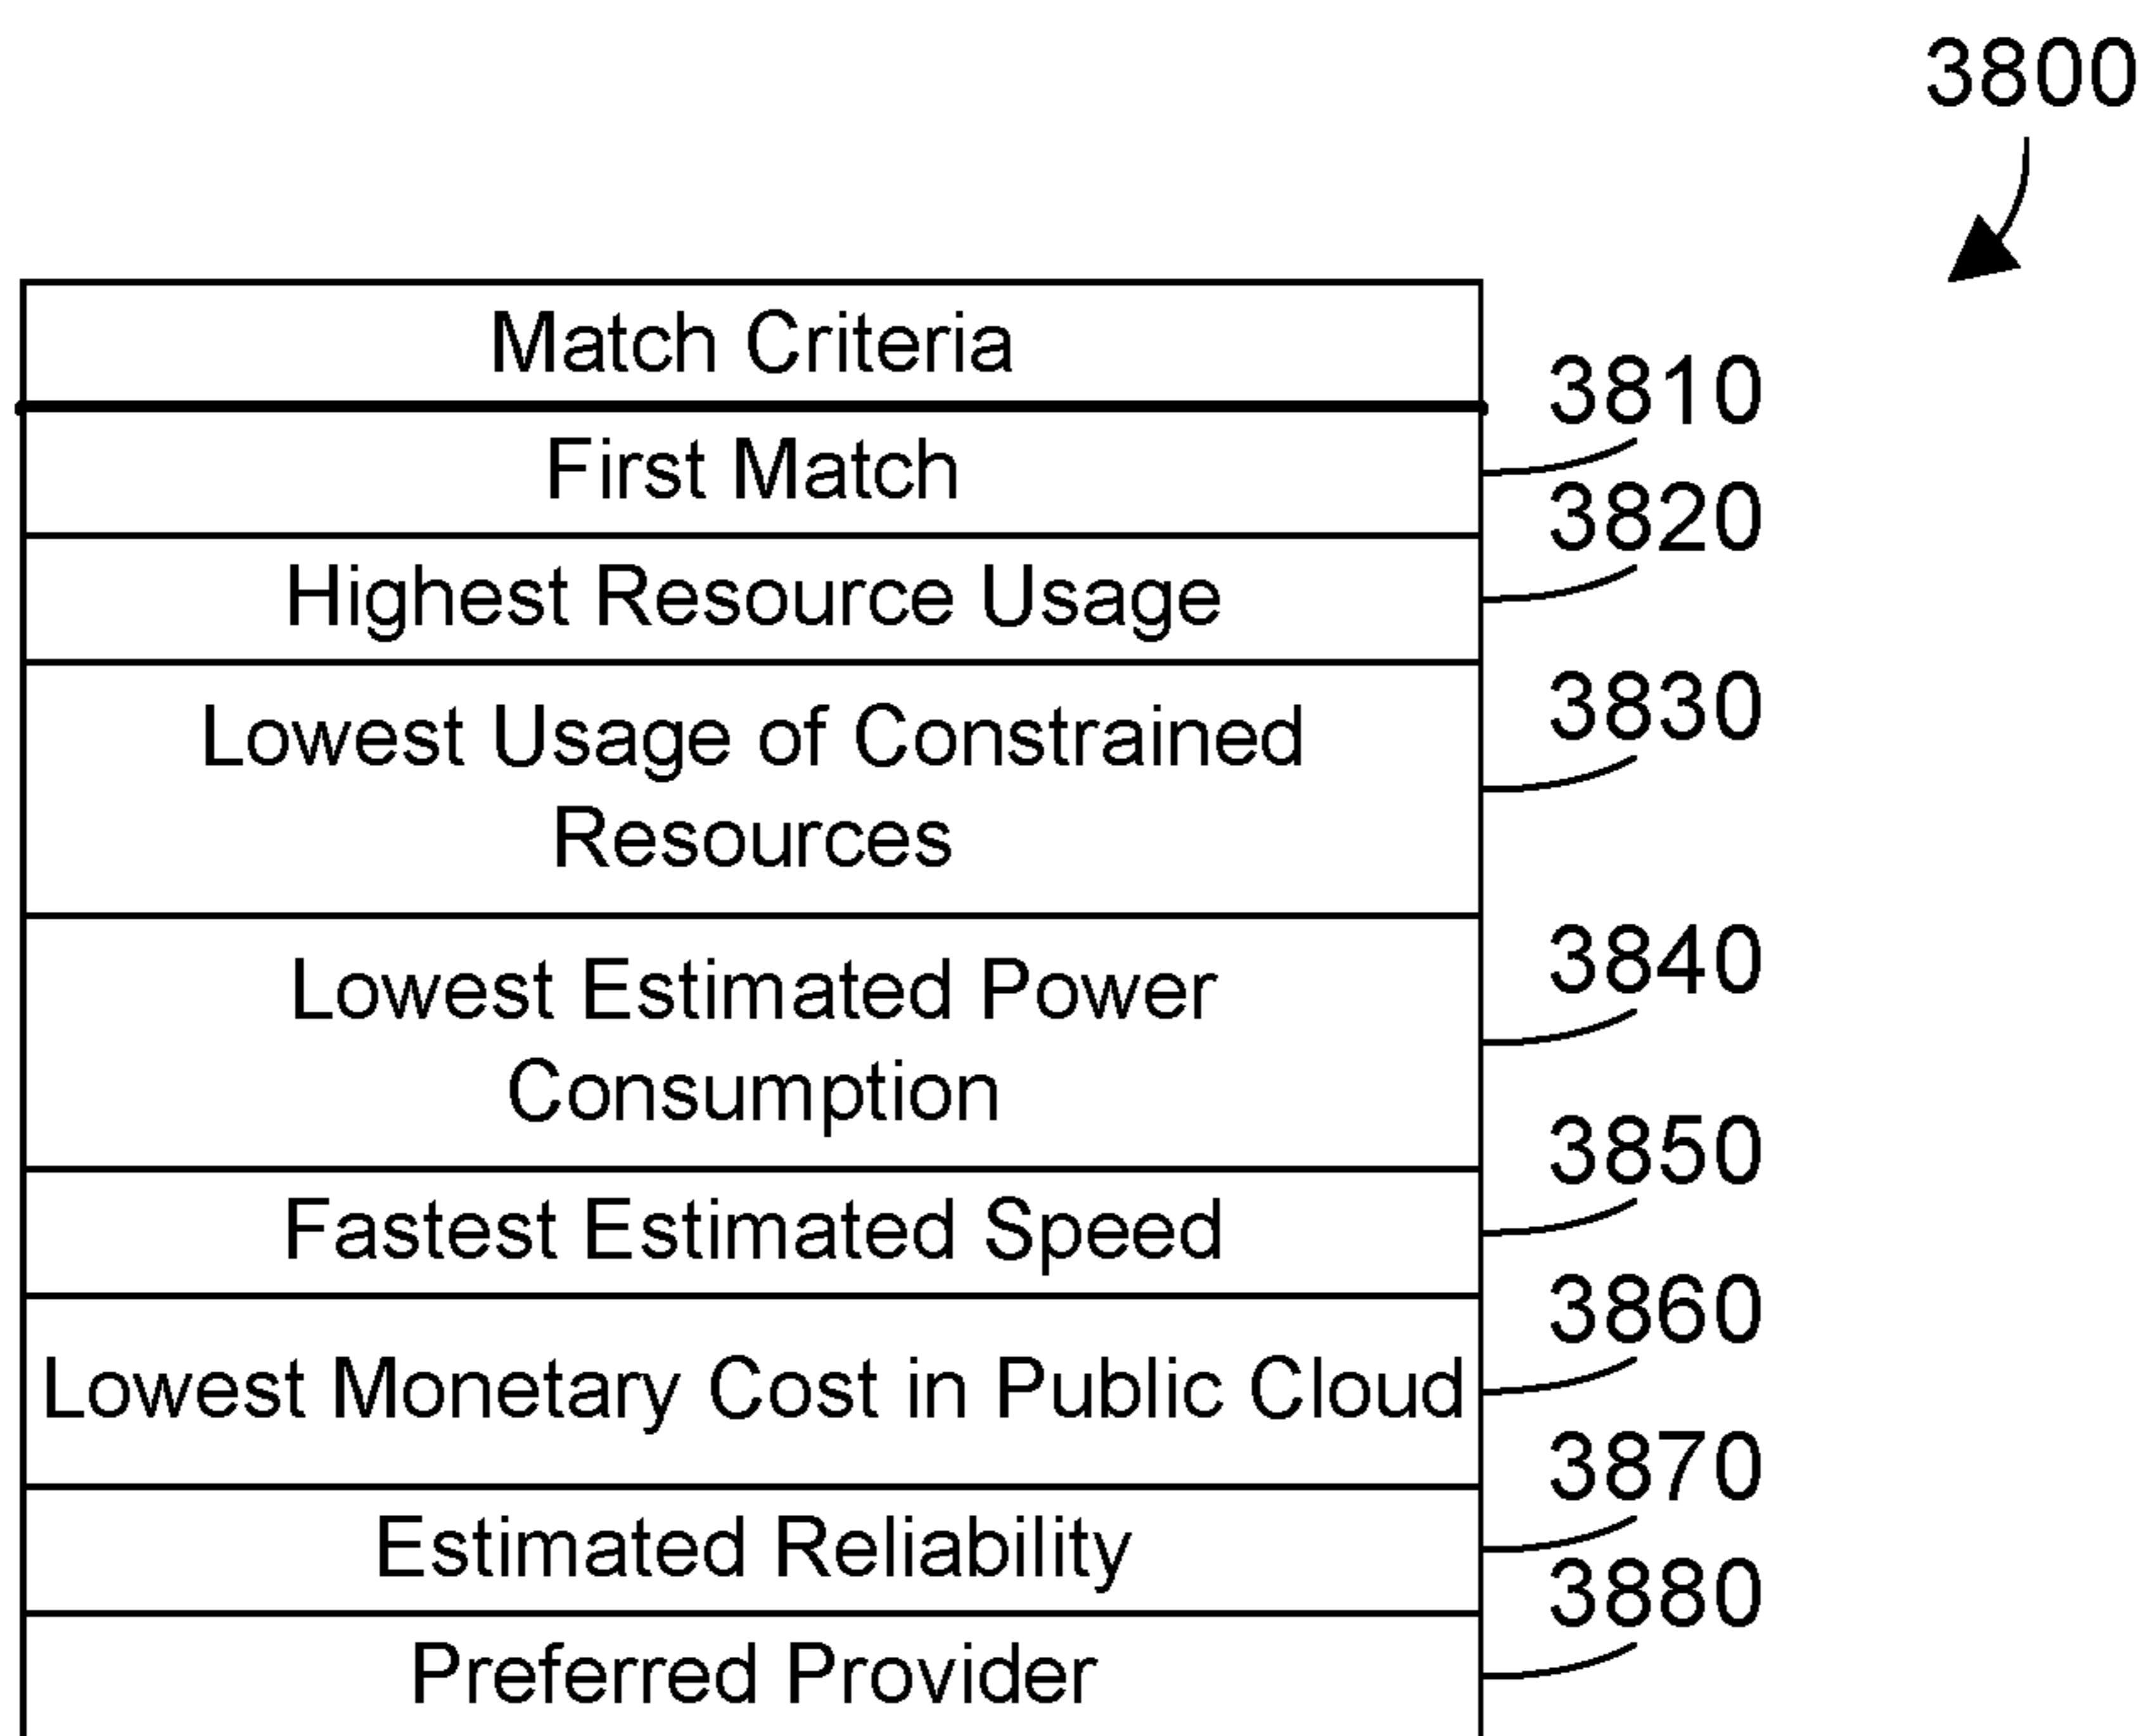 3800
Match Criteria
3810
First Match
3820
Highest Resource Usage
3830
Lowest Usage of Constrained
Resources
3840
Lowest Estimated Power
Consumption
3850
Fastest Estimated Speed
3860
Lowest Monetary Cost in Public Cloud
3870
Estimated Reliability
3880
Preferred Provider